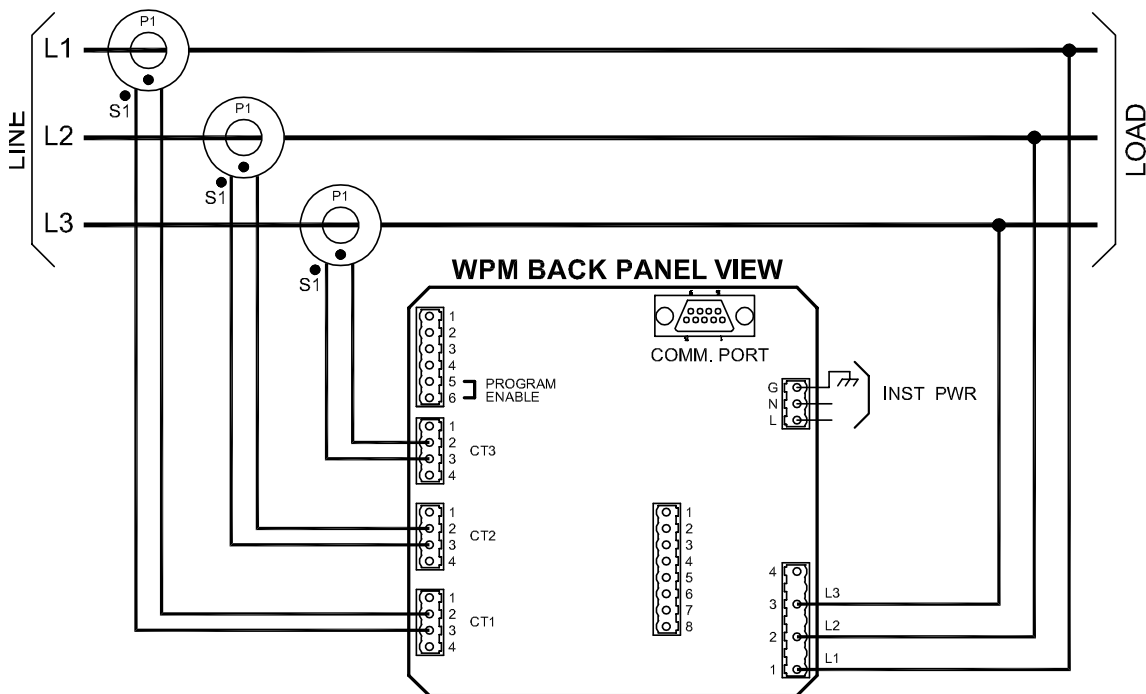 P1
L1
S1
P1
L2
S1
P1
L3
S1
LINE
LOAD
WPM BACK PANEL VIEW
1
2
3
4
5
6
PROGRAM
ENABLE
COMM. PORT
G
N
L
INST PWR
1
2
3
4
CT3
1
2
3
4
CT2
1
2
3
4
CT1
1
2
3
4
5
6
7
8
4
3
2
1
L3
L2
L1